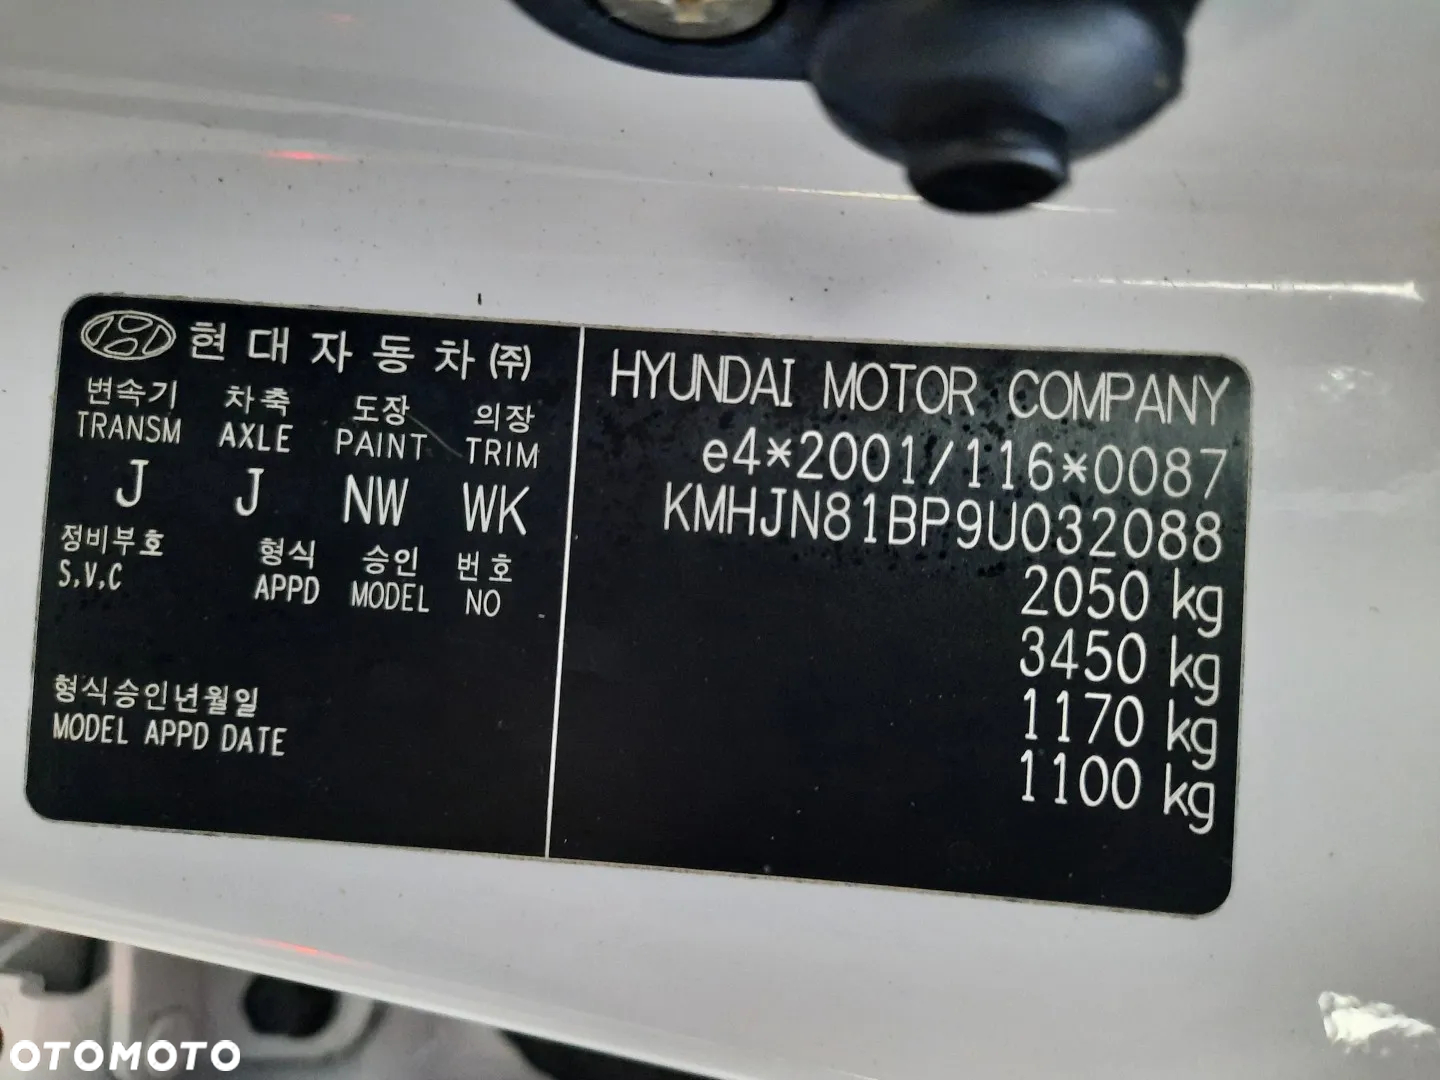 현대자동차(주)
변속기 차축 도장 의장
TRANSM AXLE PAINT TRIM
J J NW WK
정비부호 형식 승인 번호
S,V,C APPD MODEL NO
형식승인년월일
MODEL APPD DATE
HYUNDAI MOTOR COMPANY
e4*2001/116*0087
KMHJN81BP9U032088
2050 kg
3450 kg
1170 kg
1100 kg
OTOMOTO